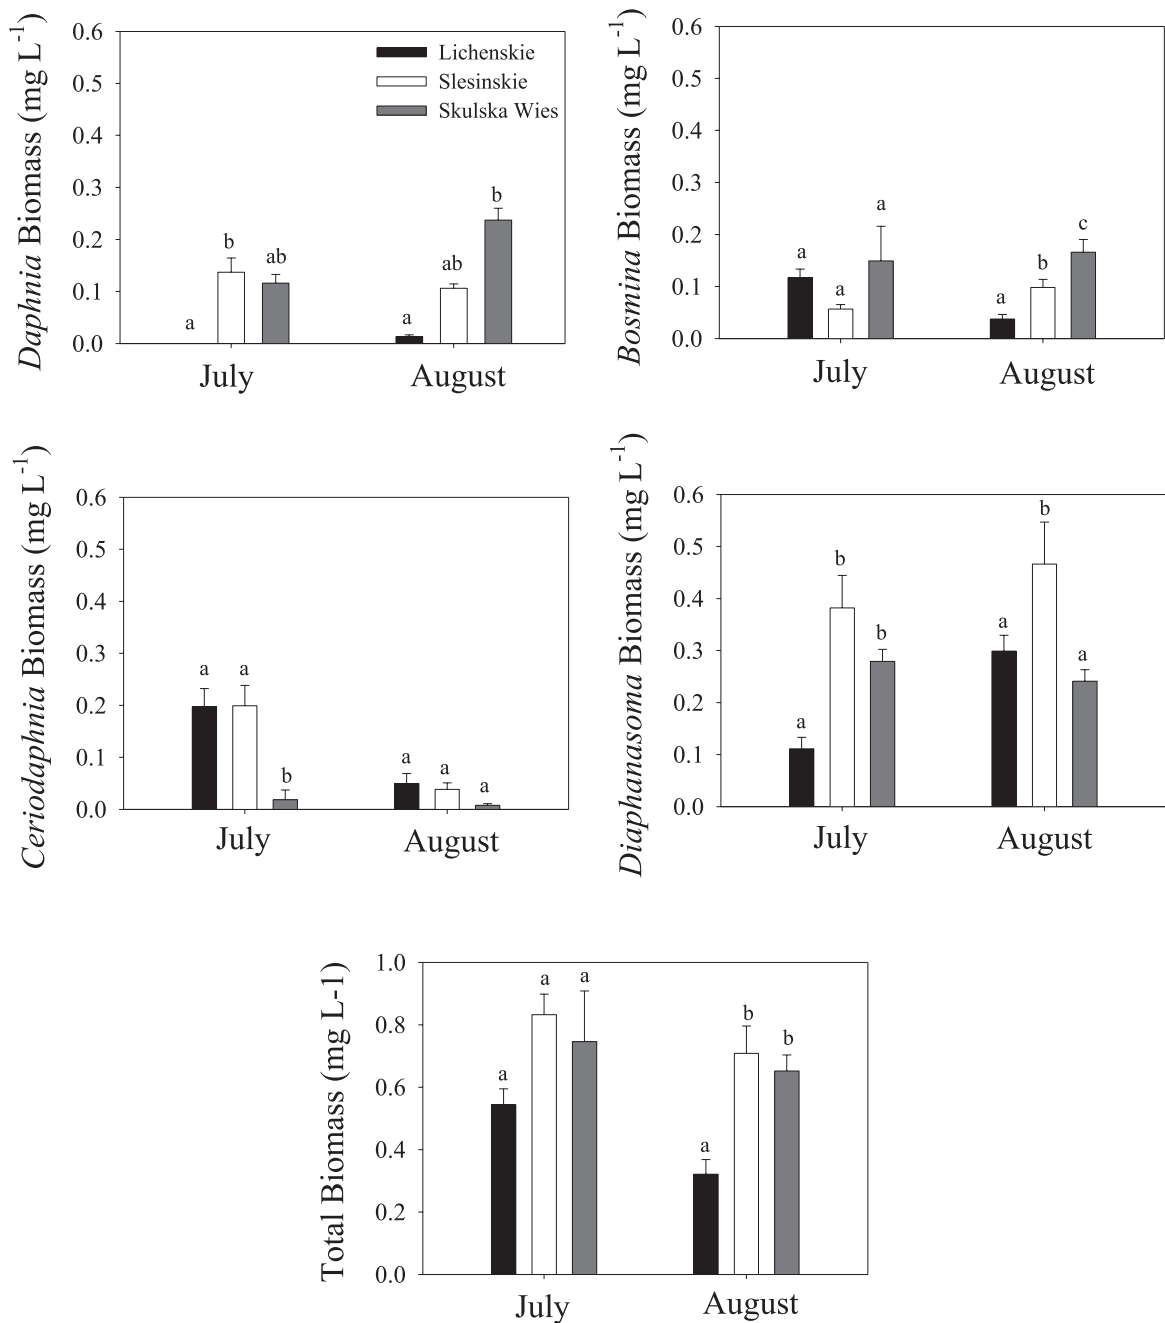 Daphnia Biomass (mg L-1)
0.6
0.5
0.4
0.3
0.2
0.1
0.0
Lichenskie
Slesinskie
Skulska Wies
a
b
ab
a
ab
b
July
August
Bosmina Biomass (mg L-1)
0.6
0.5
0.4
0.3
0.2
0.1
0.0
a
a
a
a
b
c
July
August
Ceriodaphnia Biomass (mg L-1)
0.6
0.5
0.4
0.3
0.2
0.1
0.0
a
a
b
a
a
a
July
August
Diaphanasoma Biomass (mg L-1)
0.6
0.5
0.4
0.3
0.2
0.1
0.0
a
b
b
a
b
a
July
August
Total Biomass (mg L-1)
1.0
0.8
0.6
0.4
0.2
0.0
a
a
a
a
b
b
July
August